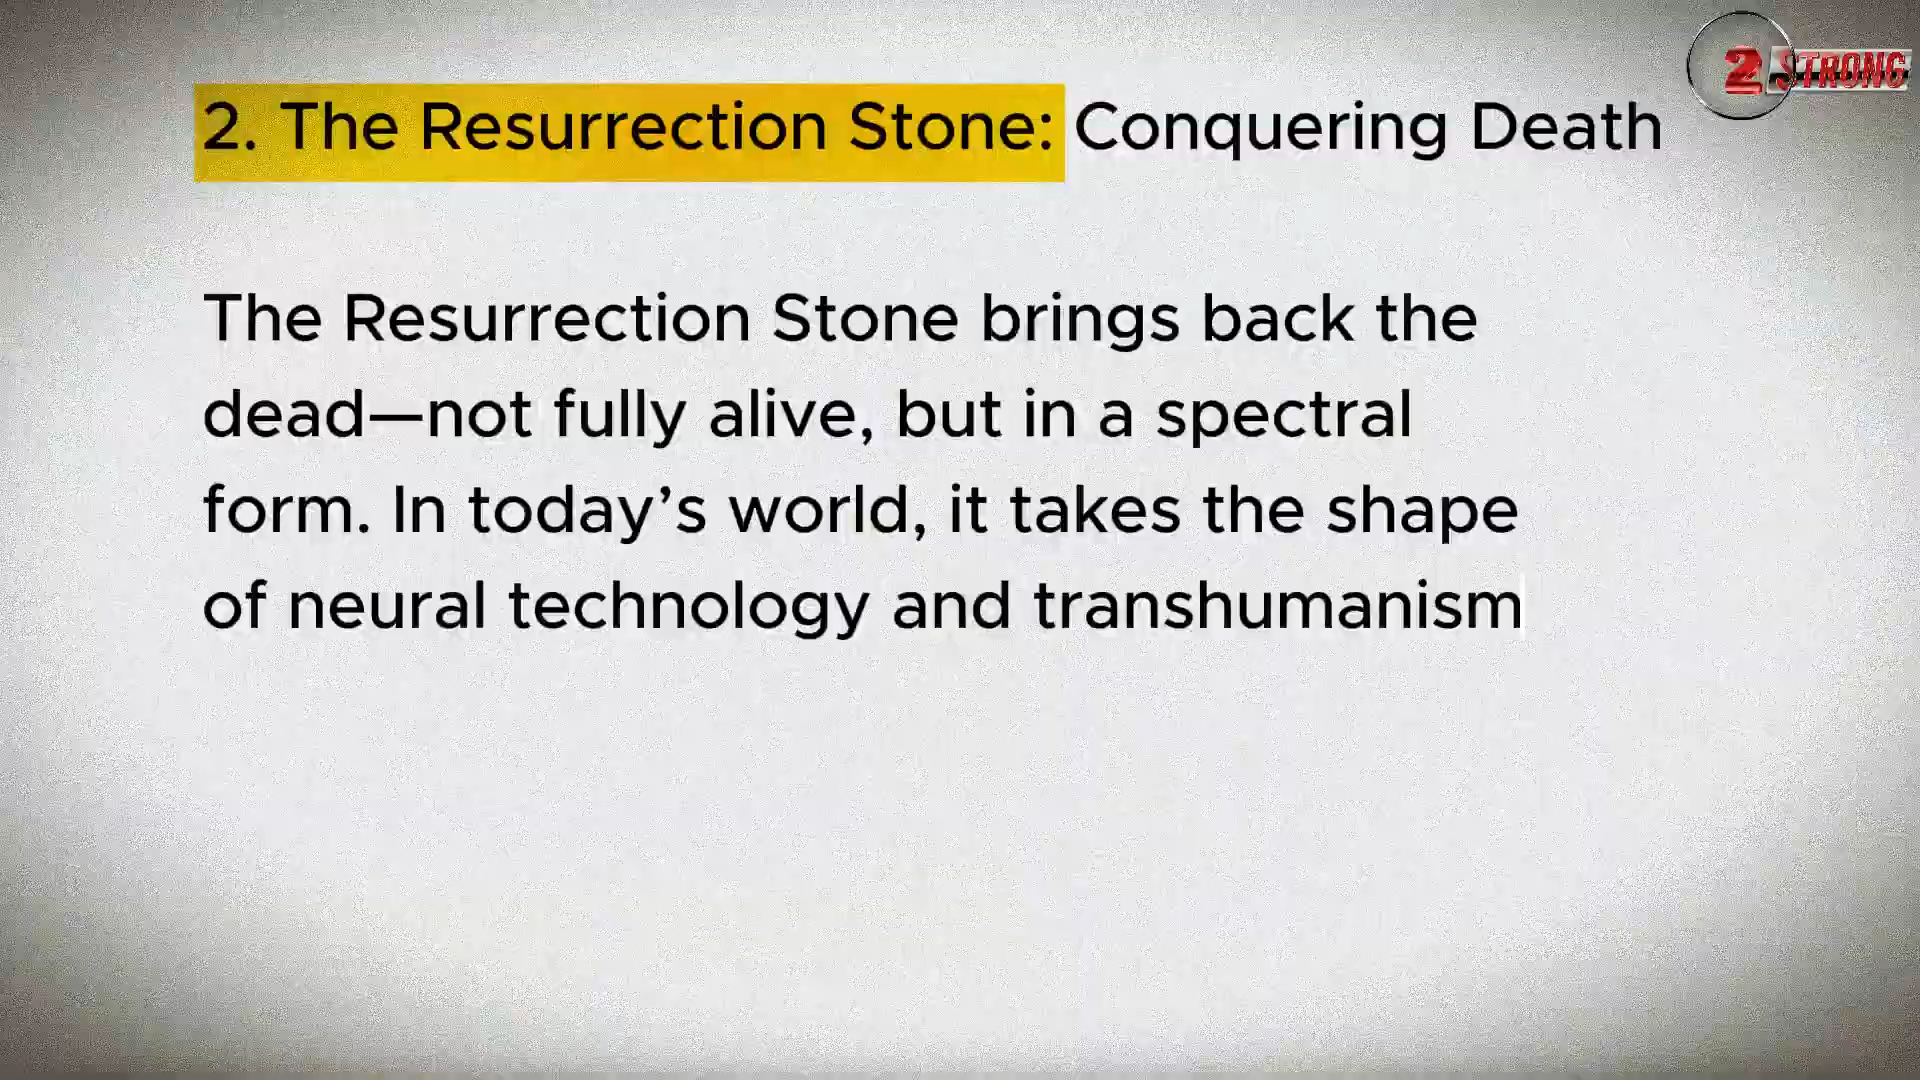 2 STRONG
2. The Resurrection Stone: Conquering Death
The Resurrection Stone brings back the
dead—not fully alive, but in a spectral
form. In today’s world, it takes the shape
of neural technology and transhumanism